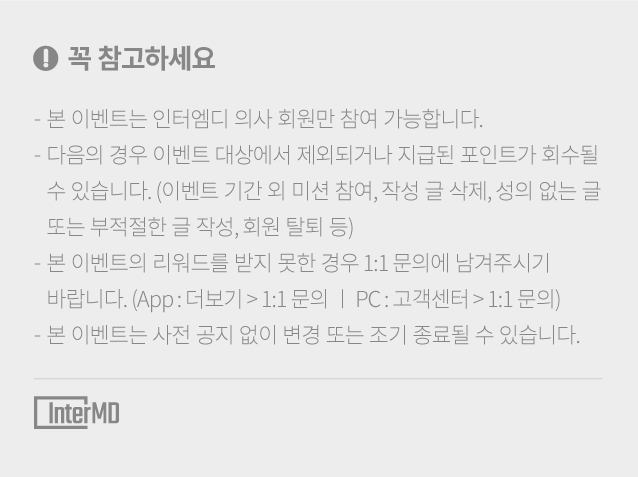 ! 꼭 참고하세요
- 본 이벤트는 인터엠디 의사 회원만 참여 가능합니다.
- 다음의 경우 이벤트 대상에서 제외되거나 지급된 포인트가 회수될
수 있습니다. (이벤트 기간 외 미션 참여, 작성 글 삭제, 성의 없는 글
또는 부적절한 글 작성, 회원 탈퇴 등)
- 본 이벤트의 리워드를 받지 못한 경우 1:1 문의에 남겨주시기
바랍니다. (App : 더보기 > 1:1 문의 ㅣ PC : 고객센터 > 1:1 문의)
- 본 이벤트는 사전 공지 없이 변경 또는 조기 종료될 수 있습니다.
InterMD